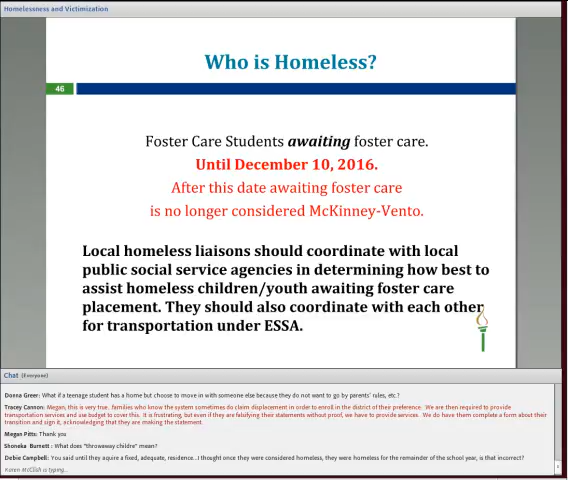 Homelessness and Victimization
Who is Homeless?
46
Foster Care Students awaiting foster care.
Until December 10, 2016.
After this date awaiting foster care
is no longer considered McKinney-Vento.
Local homeless liaisons should coordinate with local
public social service agencies in determining how best to
assist homeless children/youth awaiting foster care
placement. They should also coordinate with each other
for transportation under ESSA.
Chat (Everyone)
Donna Greer: What if a teenage student has a home but choose to move in with someone else because they do not want to go by parents' rules, etc.?
Tracey Cannon: Megan, this is very true. families who know the system sometimes do claim displacement in order to enroll in the district of their preference. We are then required to provide
transportation services and use budget to cover this. It is frustrating, but even if they are falsifying their statements without proof, we have to provide services. We do have them complete a form about their
transition and sign it, acknowledging that they are making the statement.
Megan Pitts: Thank you
Shoneka Barnett: What does "throweway childre" mean?
Debie Campbell: You said until they aquire a fixed, adequate, residence...I thought once they were considered homeless, they were homeless for the remainder of the school year, is that incorrect?
Karen McClish is typing...